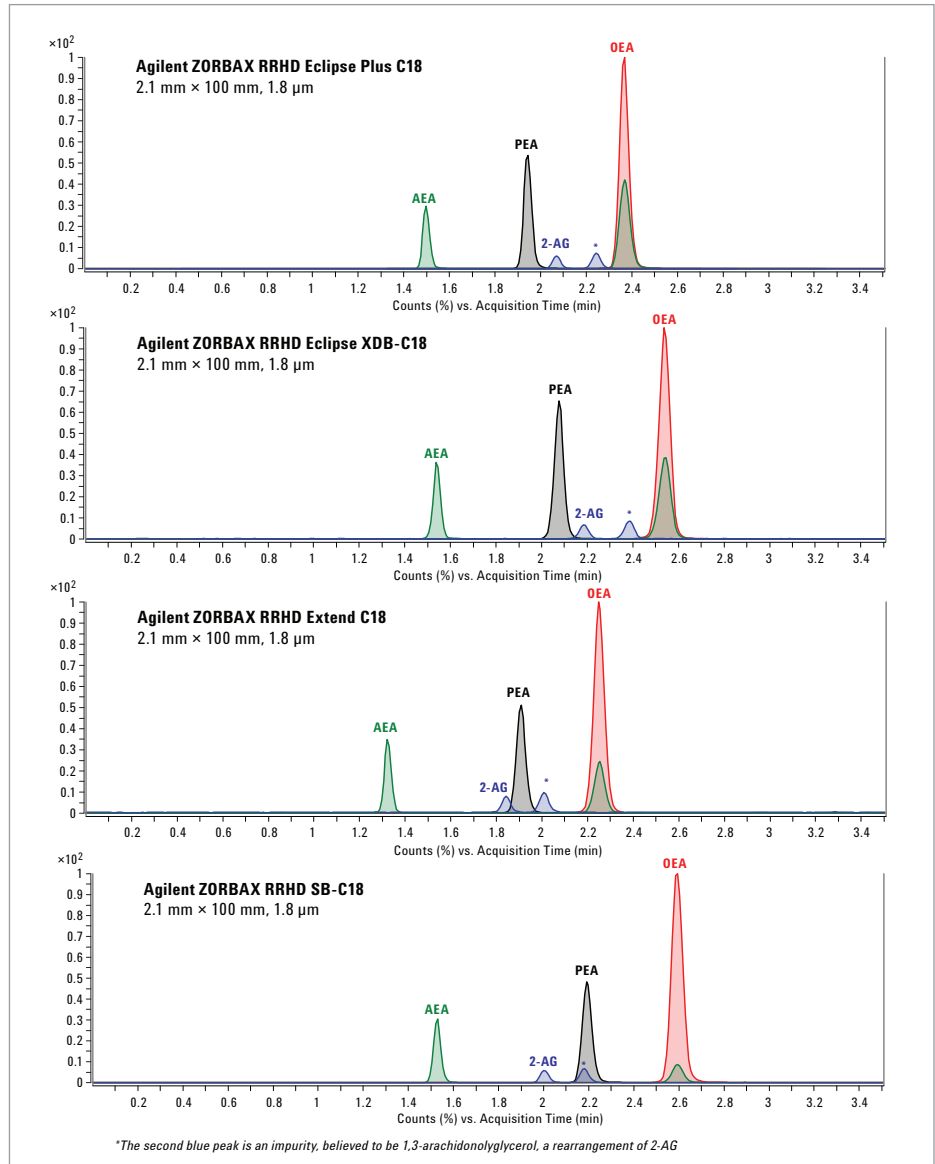 ×10²
OEA
Agilent ZORBAX RRHD Eclipse Plus C18
2.1 mm × 100 mm, 1.8 µm
PEA
AEA
2-AG
*
1
0.9
0.8
0.7
0.6
0.5
0.4
0.3
0.2
0.1
0
0.2 0.4 0.6 0.8 1 1.2 1.4 1.6 1.8 2 2.2 2.4 2.6 2.8 3 3.2 3.4
Counts (%) vs. Acquisition Time (min)
×10²
OEA
Agilent ZORBAX RRHD Eclipse XDB-C18
2.1 mm × 100 mm, 1.8 µm
PEA
AEA
2-AG
*
1
0.9
0.8
0.7
0.6
0.5
0.4
0.3
0.2
0.1
0
0.2 0.4 0.6 0.8 1 1.2 1.4 1.6 1.8 2 2.2 2.4 2.6 2.8 3 3.2 3.4
Counts (%) vs. Acquisition Time (min)
×10²
OEA
Agilent ZORBAX RRHD Extend C18
2.1 mm × 100 mm, 1.8 µm
PEA
AEA
2-AG
*
1
0.9
0.8
0.7
0.6
0.5
0.4
0.3
0.2
0.1
0
0.2 0.4 0.6 0.8 1 1.2 1.4 1.6 1.8 2 2.2 2.4 2.6 2.8 3 3.2 3.4
Counts (%) vs. Acquisition Time (min)
×10²
OEA
Agilent ZORBAX RRHD SB-C18
2.1 mm × 100 mm, 1.8 µm
PEA
AEA
2-AG
*
1
0.9
0.8
0.7
0.6
0.5
0.4
0.3
0.2
0.1
0
0.2 0.4 0.6 0.8 1 1.2 1.4 1.6 1.8 2 2.2 2.4 2.6 2.8 3 3.2 3.4
Counts (%) vs. Acquisition Time (min)
*The second blue peak is an impurity, believed to be 1,3-arachidonolyglycerol, a rearrangement of 2-AG